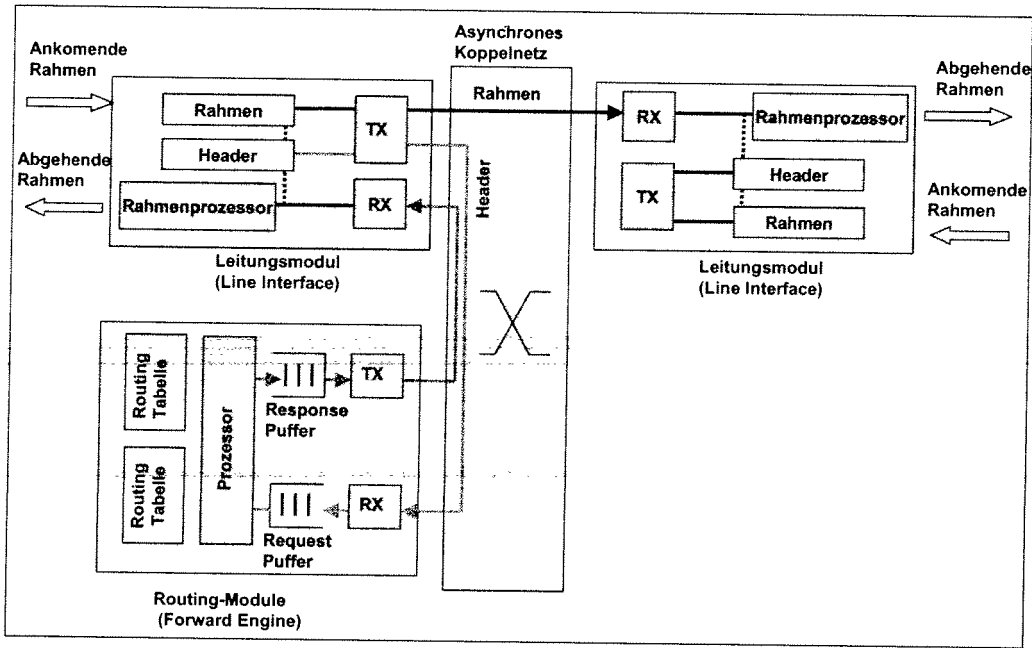 Asynchrones
Koppelnetz
Ankomende
Rahmen
Abgehende
Rahmen
Rahmen
Header
Rahmenprozessor
TX
RX
Leitungsmodul
(Line Interface)
Rahmen
Header
RX
TX
Rahmenprozessor
Header
Rahmen
Leitungsmodul
(Line Interface)
Abgehende
Rahmen
Ankomende
Rahmen
Routing
Tabelle
Routing
Tabelle
Prozessor
TX
Response
Puffer
RX
Request
Puffer
Routing-Module
(Forward Engine)